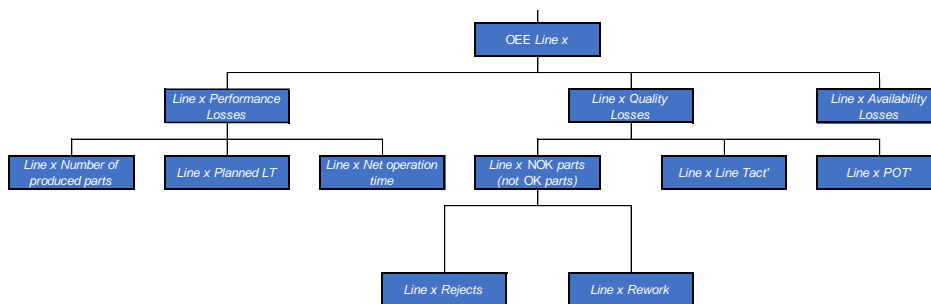 OEE Line x
Line x Performance
Losses
Line x Quality
Losses
Line x Availability
Losses
Line x Number of
produced parts
Line x Planned LT
Line x Net operation
time
Line x NOK parts
(not OK parts)
Line x Line Tact'
Line x POT'
Line x Rejects
Line x Rework